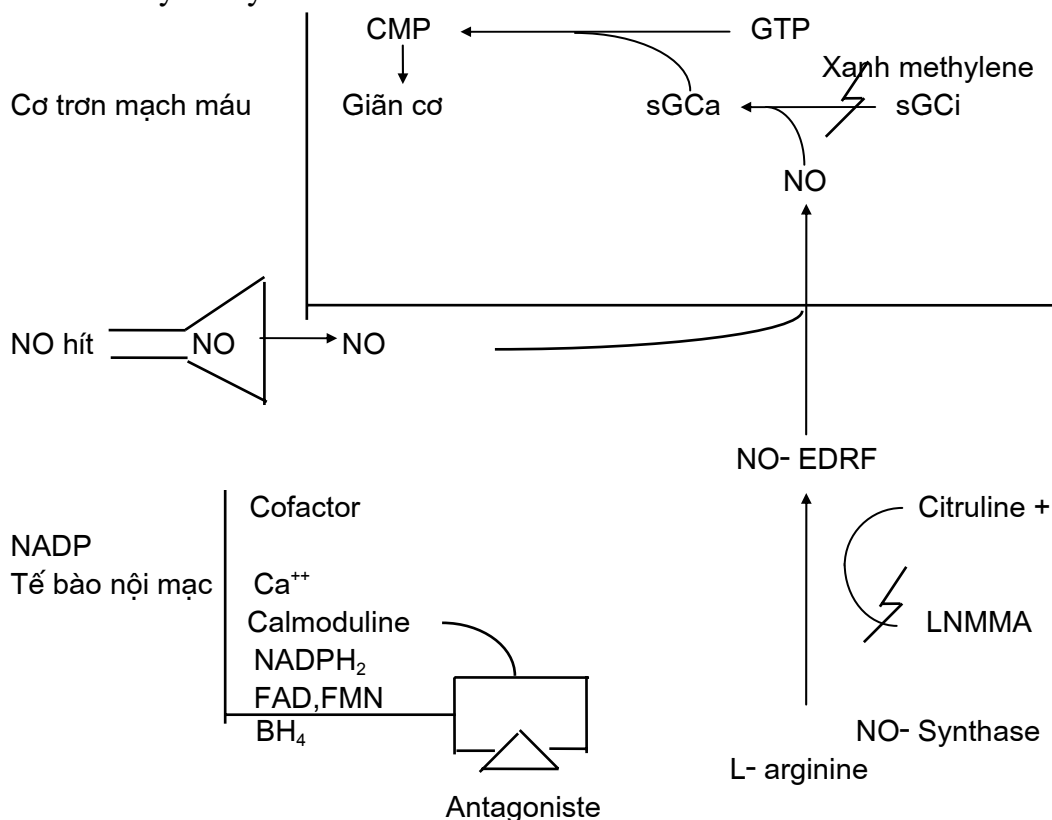 CMP GTP
Xanh methylene
Cơ trơn mạch máu Giãn cơ sGCa sGCi
NO
NO hít NO NO
NO- EDRF
Cofactor Citruline +
NADP
Tế bào nội mạc Ca++
Calmoduline LNMMA
NADPH2
FAD,FMN
BH4 NO- Synthase
L- arginine
Antagoniste